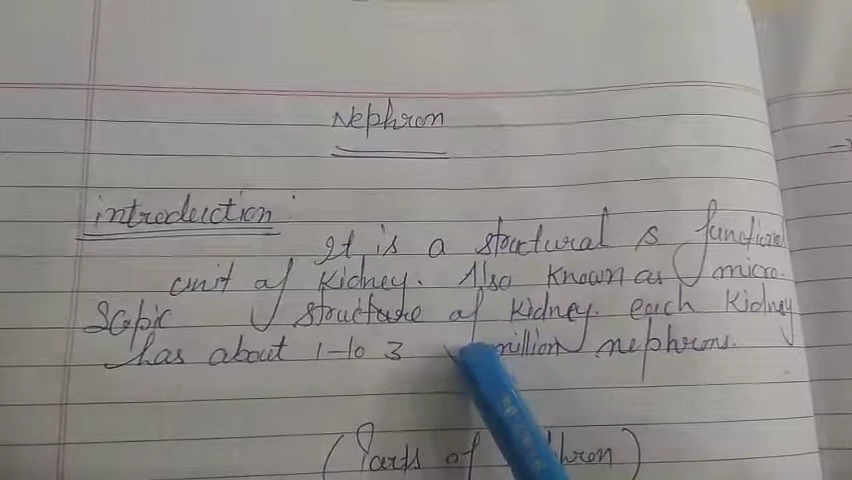 Nephron
introduction
It is a structural & functional
unit of Kidney. Also known as micro-
Scopic structure of Kidney. each Kidney
has about 1 to 3 million nephrons.
(Parts of